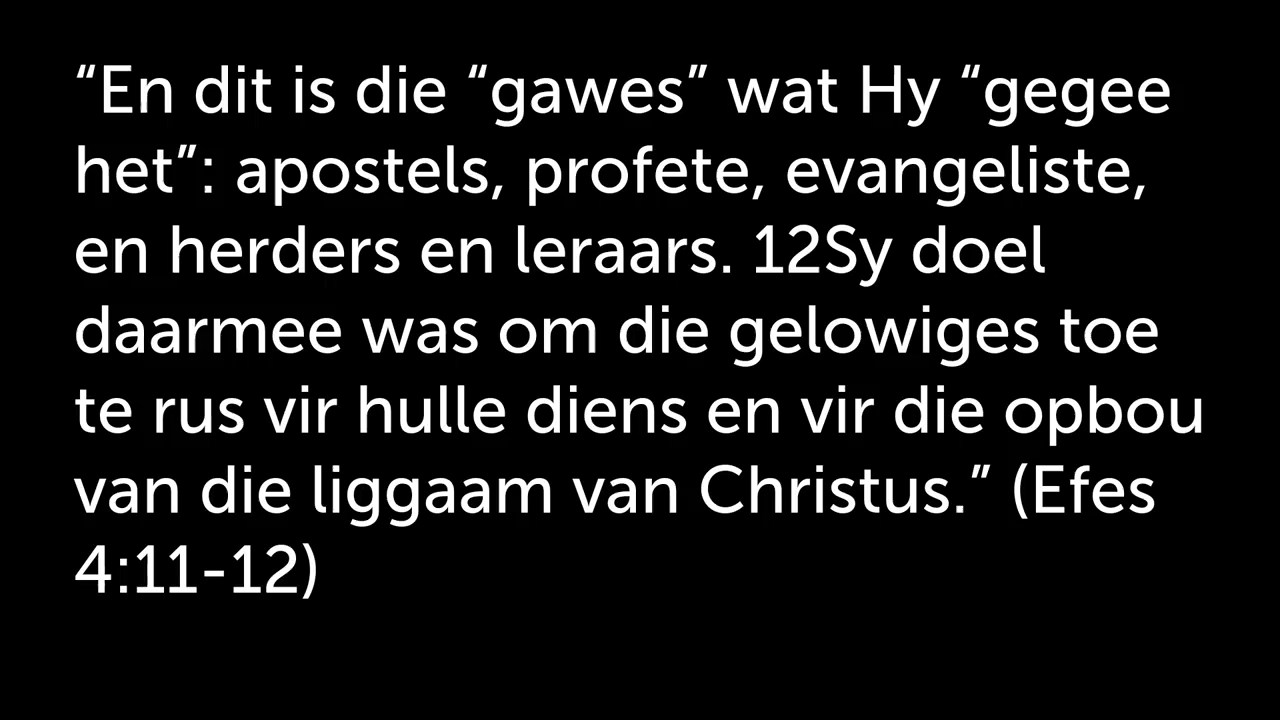 “En dit is die “gawes” wat Hy “gegee
het”: apostels, profete, evangeliste,
en herders en leraars. 12Sy doel
daarmee was om die gelowiges toe
te rus vir hulle diens en vir die opbou
van die liggaam van Christus.” (Efes
4:11-12)